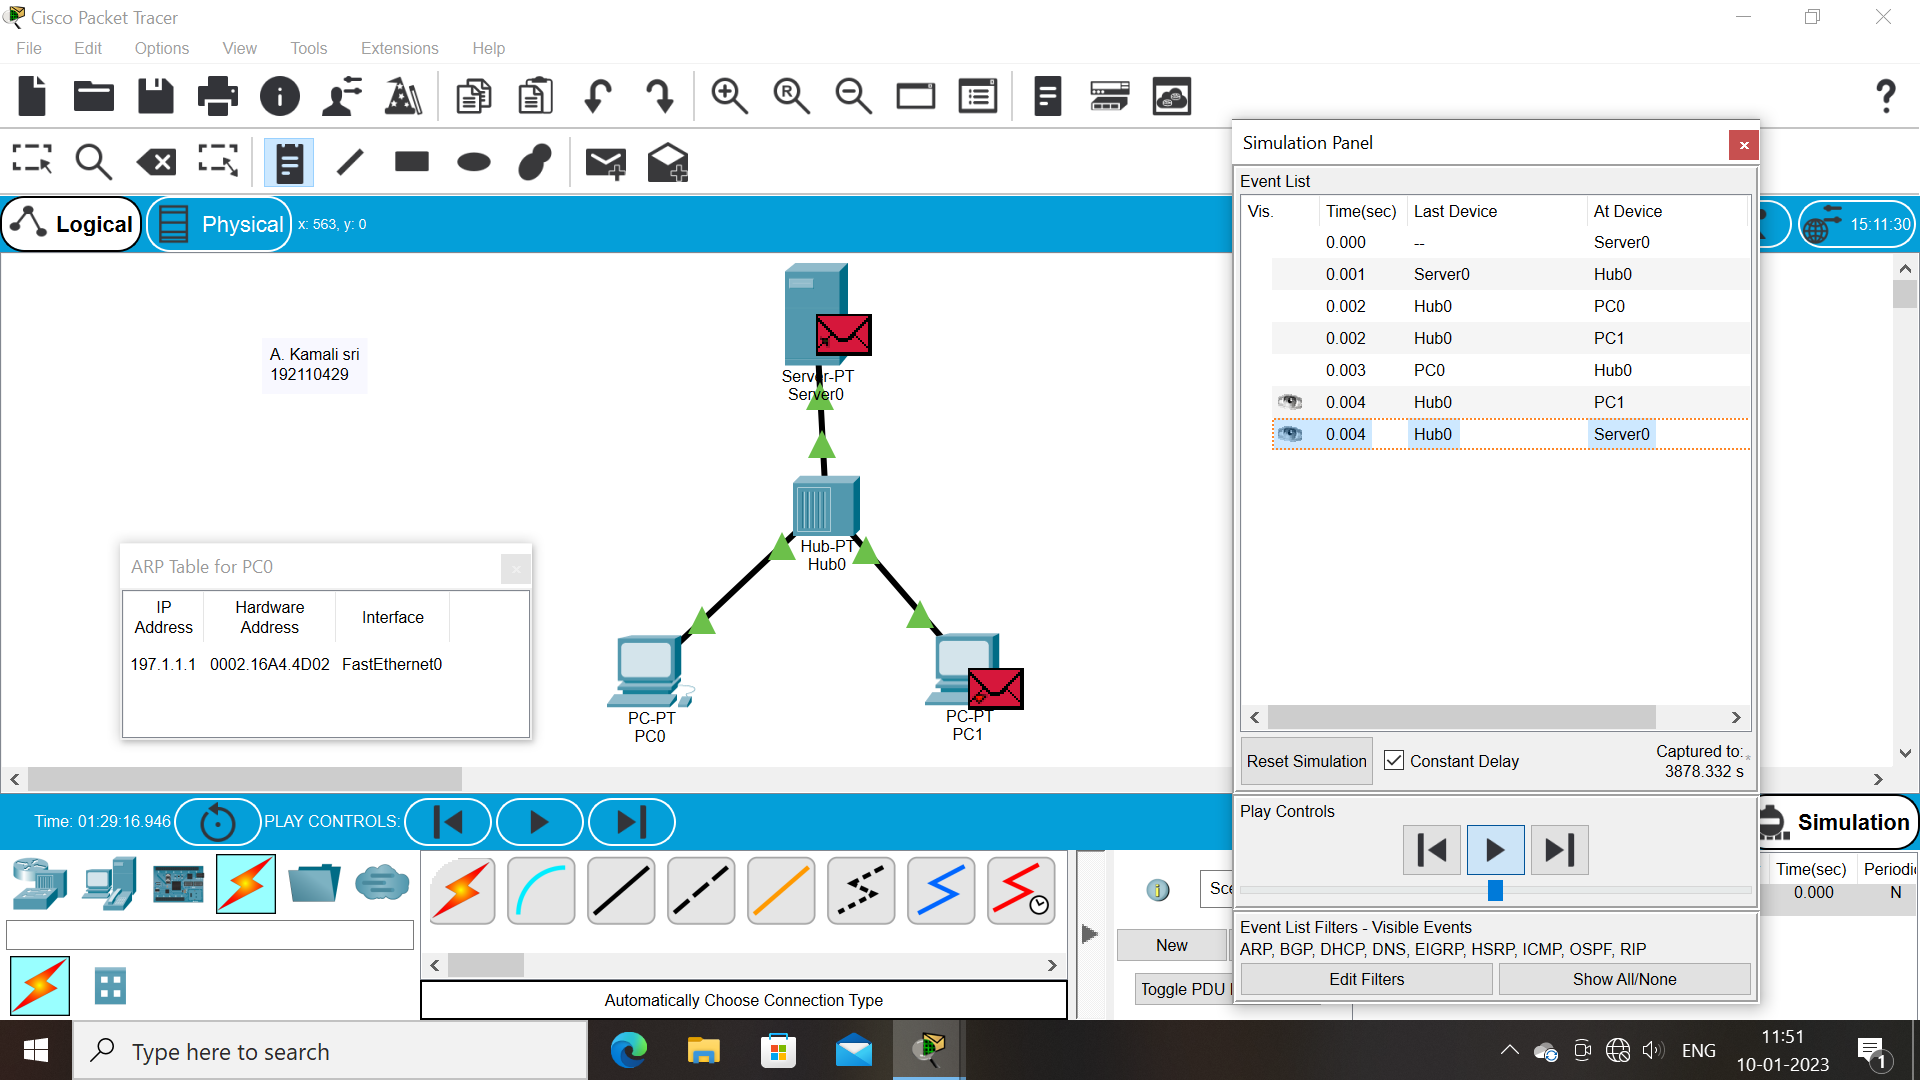 Cisco Packet Tracer
File Edit Options View Tools Extensions Help
Logical Physical x: 563, y: 0 15:11:30
A. Kamali sri
192110429
Server-PT
Server0
Hub-PT
Hub0
PC-PT
PC0
PC-PT
PC1
ARP Table for PC0
IP Address Hardware Address Interface
197.1.1.1 0002.16A4.4D02 FastEthernet0
Simulation Panel
Event List
Vis. Time(sec) Last Device At Device
0.000 -- Server0
0.001 Server0 Hub0
0.002 Hub0 PC0
0.002 Hub0 PC1
0.003 PC0 Hub0
0.004 Hub0 PC1
0.004 Hub0 Server0
Reset Simulation Constant Delay Captured to:
3878.332 s
Play Controls
Event List Filters - Visible Events
ARP, BGP, DHCP, DNS, EIGRP, HSRP, ICMP, OSPF, RIP
Edit Filters Show All/None
Time: 01:29:16.946 PLAY CONTROLS:
Simulation
Time(sec) Periodic
0.000 N
New
Toggle PDU
Automatically Choose Connection Type
Type here to search
ENG
11:51
10-01-2023
1